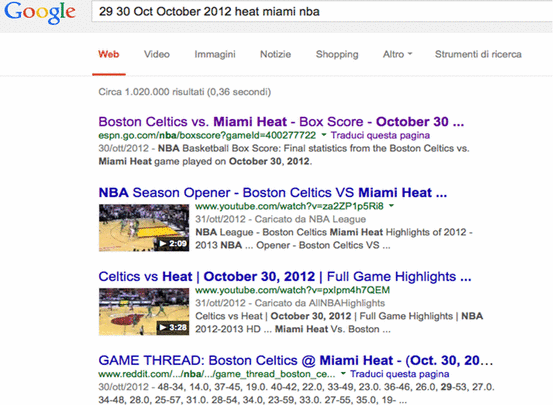 Google 29 30 Oct October 2012 heat miami nba
Web Video Immagini Notizie Shopping Altro Strumenti di ricerca
Circa 1.020.000 risultati (0,36 secondi)
Boston Celtics vs. Miami Heat - Box Score - October 30 ...
espn.go.com/nba/boxscore?gameId=400277722 Traduci questa pagina
30/ott/2012 - NBA Basketball Box Score: Final statistics from the Boston Celtics vs.
Miami Heat game played on October 30, 2012.
NBA Season Opener - Boston Celtics VS Miami Heat ...
www.youtube.com/watch?v=za2ZP1p5Ri8
31/ott/2012 - Caricato da NBA League
NBA League - Boston Celtics Miami Heat Highlights of 2012 -
2013 NBA ... Opener - Boston Celtics VS ...
2:09
Celtics vs Heat | October 30, 2012 | Full Game Highlights ...
www.youtube.com/watch?v=pxlpm4h7QEM
31/ott/2012 - Caricato da AllNBAHighlights
Celtics vs Heat | October 30, 2012 | Full Game Highlights | NBA
2012-2013 HD ... Miami Heat Vs. Boston ...
3:28
GAME THREAD: Boston Celtics @ Miami Heat - (Oct. 30, 20...
www.reddit.com/.../nba/.../game_thread_boston_ce... Traduci questa pagina
30/ott/2012 - 48-34, 14.0, 37-45, 19.0. 40-42, 22.0, 33-49, 23.0. 36-46, 26.0, 29-53, 27.0.
34-48, 28.0, 25-57, 31.0. 28-54, 34.0, 23-59, 33.0. 27-55, 35.0, 19- ...